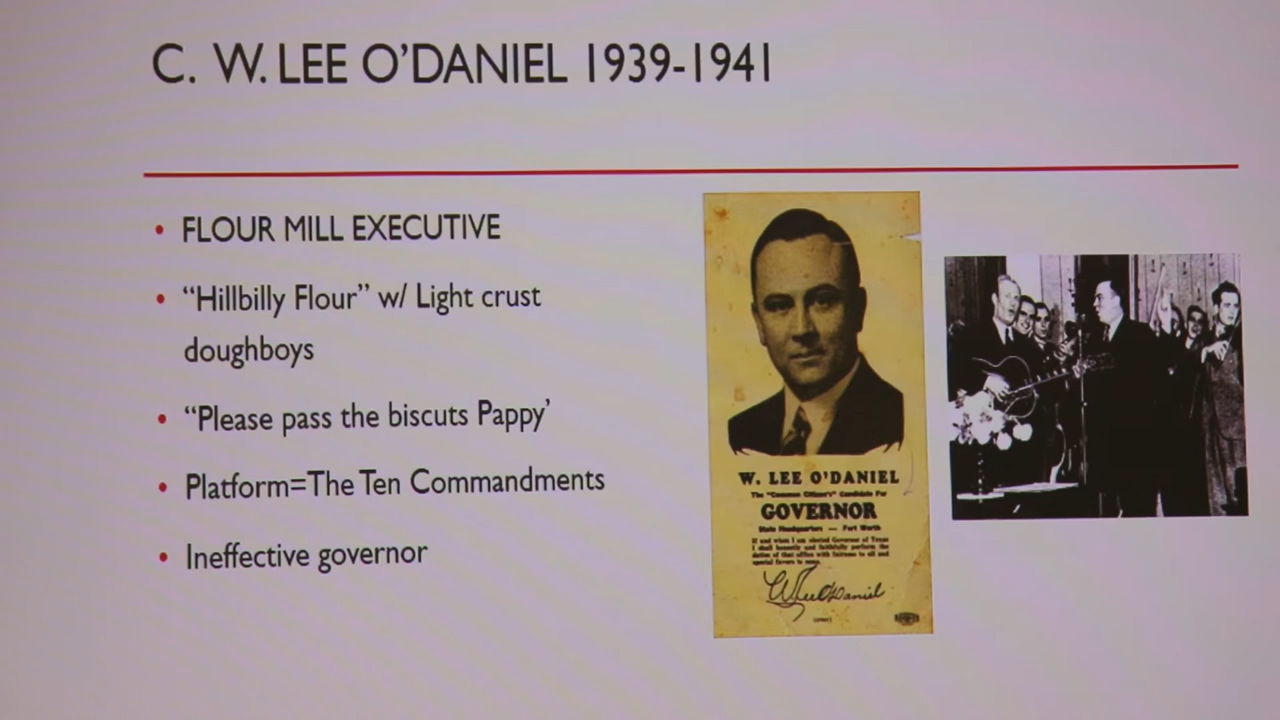 C. W. LEE O'DANIEL 1939-1941
• FLOUR MILL EXECUTIVE
• “Hillbilly Flour” w/ Light crust
doughboys
• “Please pass the biscuts Pappy’
• Platform=The Ten Commandments
• Ineffective governor
W. LEE O'DANIEL
The "Common Citizen's" Candidate For
GOVERNOR
State Headquarters — Fort Worth
If and when I am elected Governor of Texas
I shall honestly and faithfully perform the
duties of that office with fairness to all and
special favors to none.
W Lee O'Daniel